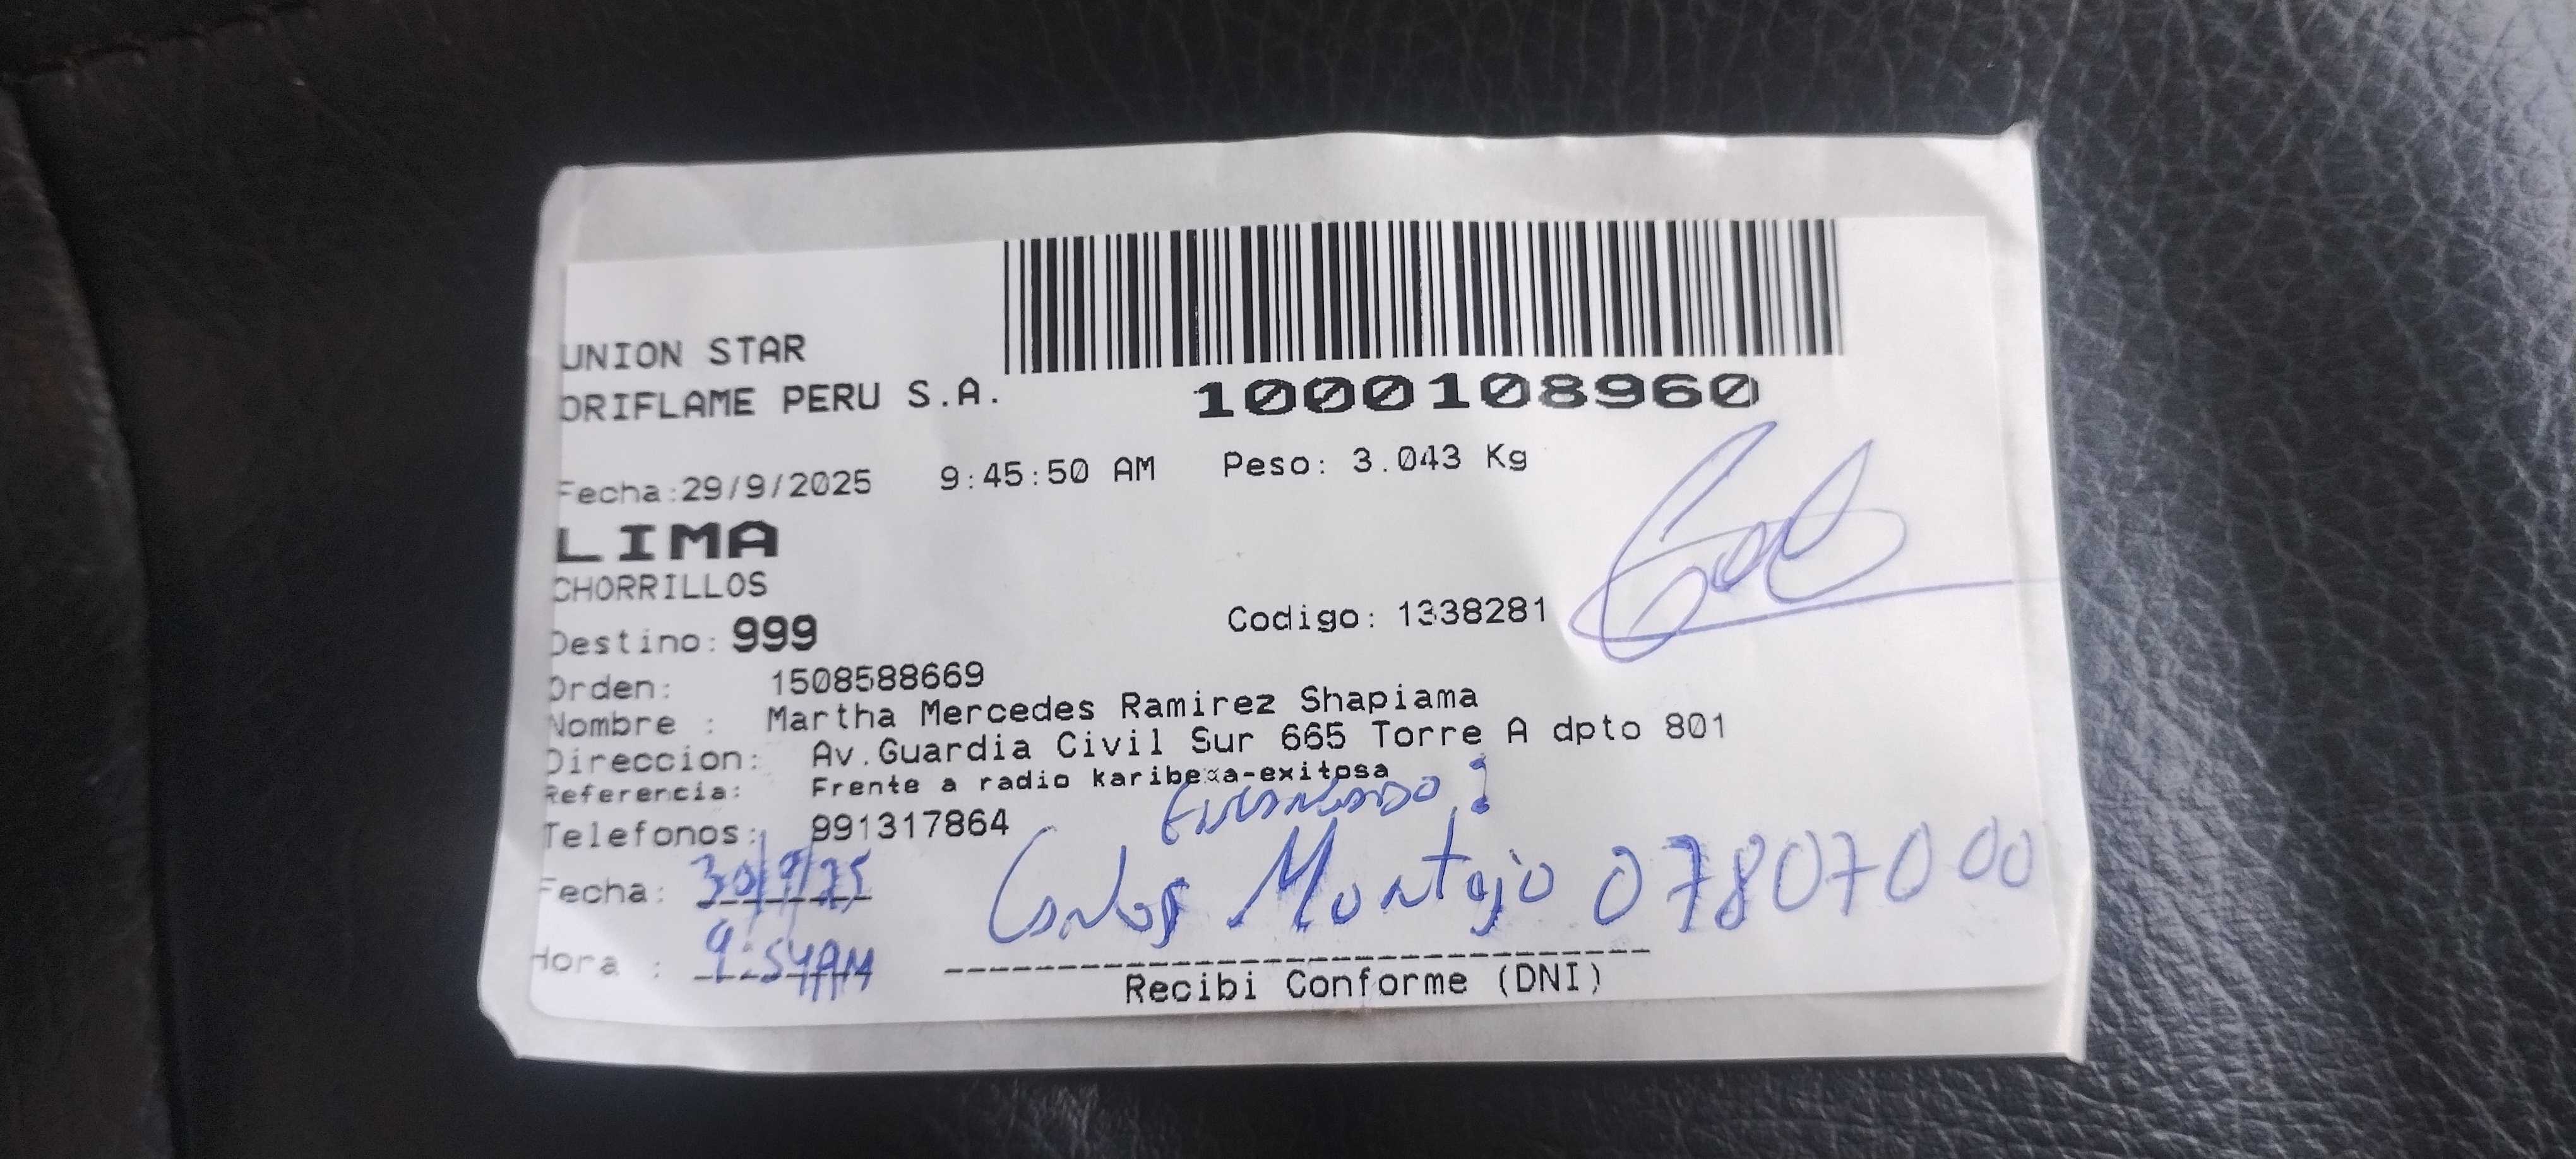 UNION STAR
ORIFLAME PERU S.A.
1000108960
Fecha:29/9/2025 9:45:50 AM Peso: 3.043 Kg
LIMA
CHORRILLOS
Destino: 999 Codigo: 1338281
Orden: 1508588669
Nombre : Martha Mercedes Ramirez Shapiama
Direccion: Av.Guardia Civil Sur 665 Torre A dpto 801
Referencia: Frente a radio karibeña-exitosa
Telefonos: 991317864
Fecha: 30/9/25
Carlos Montejo 07807000
Hora : 9:54AM
Recibi Conforme (DNI)